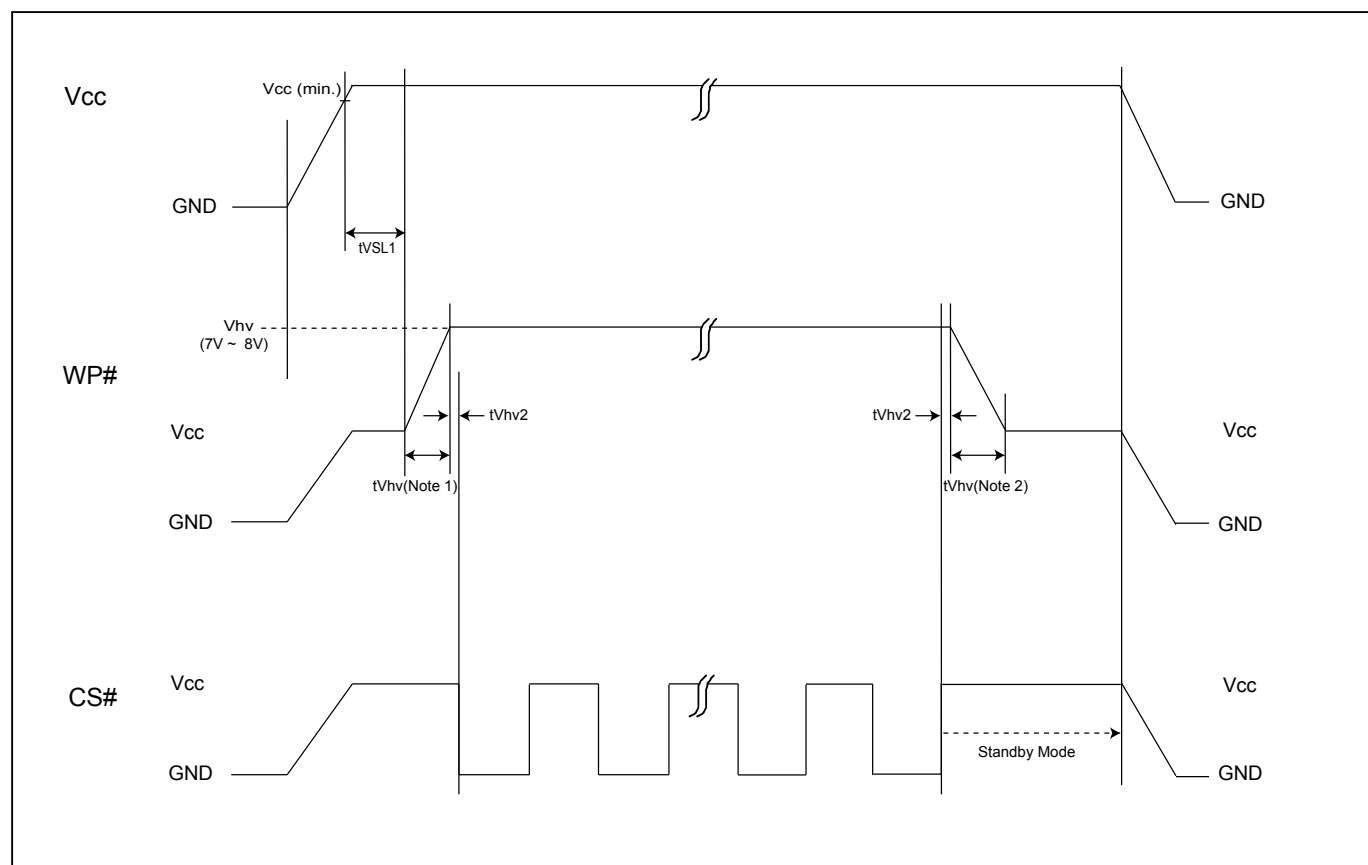 Vcc
Vcc (min.)
GND
GND
tVSL1
Vhv
(7V ~ 8V)
WP#
tVhv2
tVhv2
Vcc
Vcc
tVhv(Note 1)
tVhv(Note 2)
GND
GND
CS#
Vcc
Vcc
Standby Mode
GND
GND